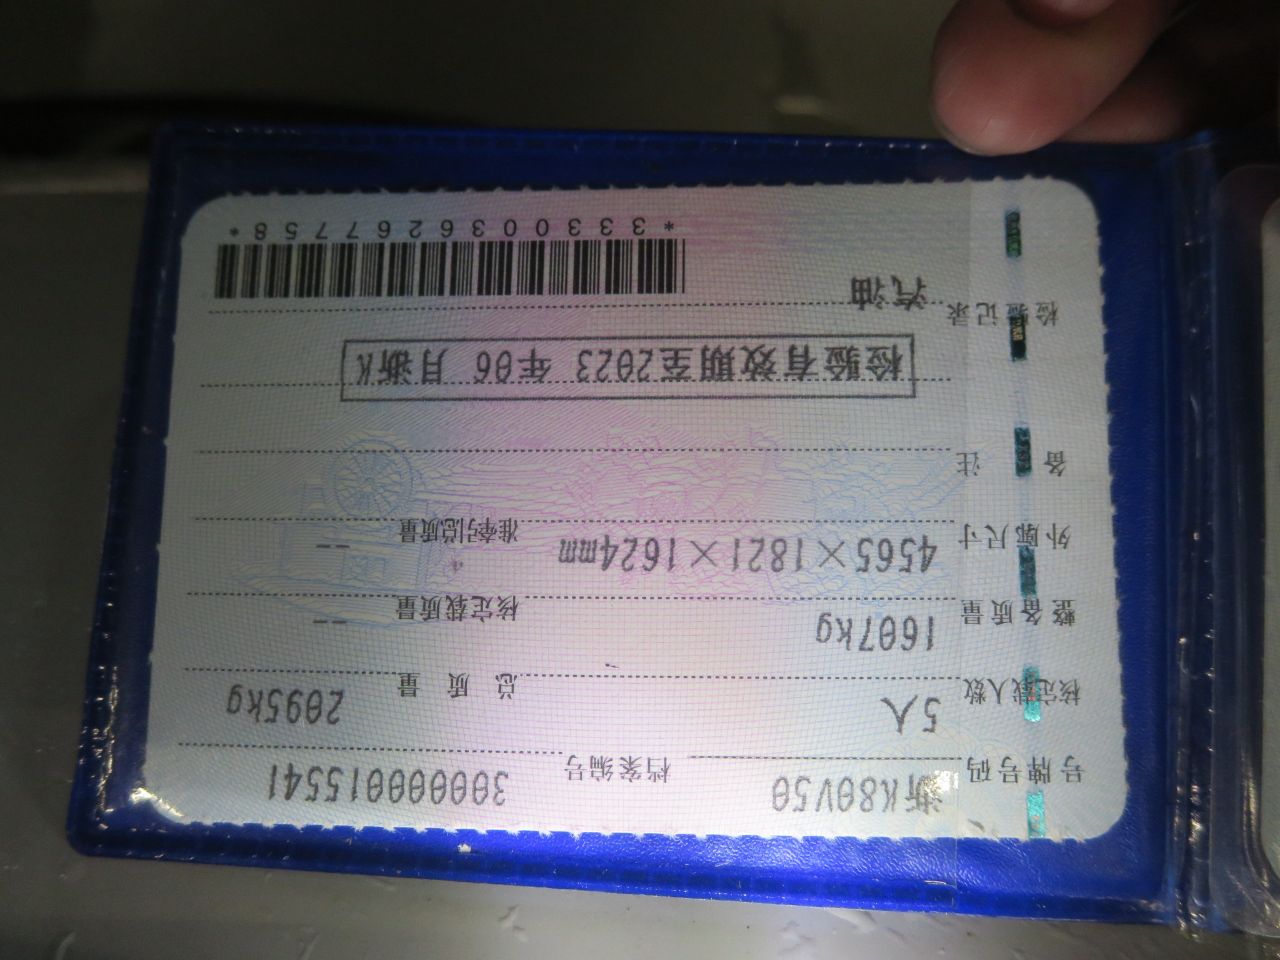 号牌号码 浙K80V50 档案编号 300000015541
核定载人数 5人 总质量 2095kg
整备质量 1607kg 核定载质量 --
外廓尺寸 4565×1821×1624mm 准牵引总质量 --
备注
检验有效期至2023 年06 月浙K
检验记录
汽油
*3330036267758*